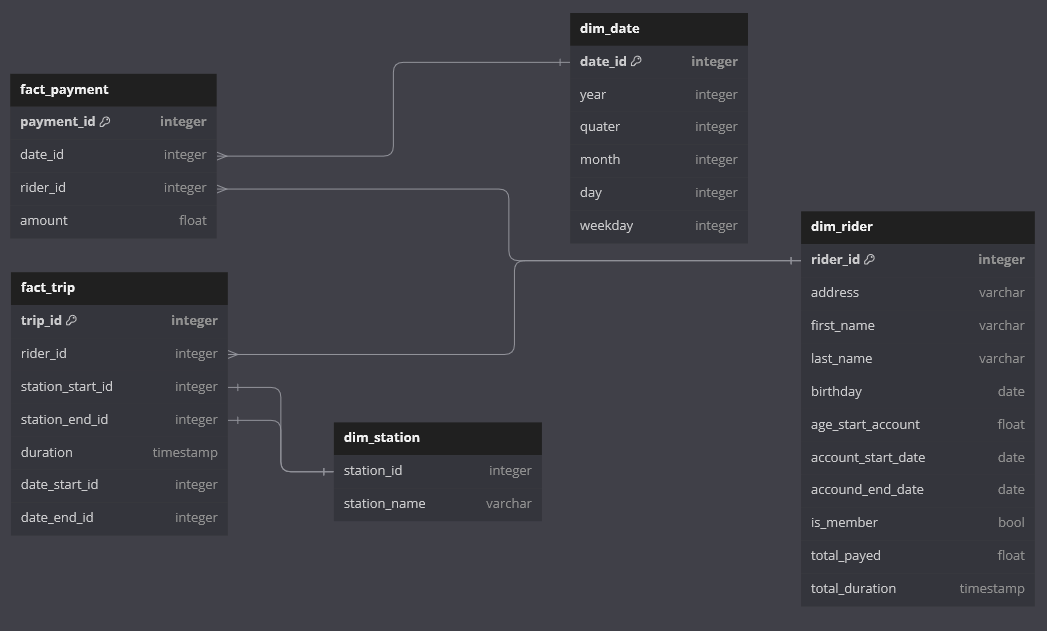 fact_payment
payment_id integer
date_id integer
rider_id integer
amount float
dim_date
date_id integer
year integer
quater integer
month integer
day integer
weekday integer
dim_rider
rider_id integer
address varchar
first_name varchar
last_name varchar
birthday date
age_start_account float
account_start_date date
accound_end_date date
is_member bool
total_payed float
total_duration timestamp
fact_trip
trip_id integer
rider_id integer
station_start_id integer
station_end_id integer
duration timestamp
date_start_id integer
date_end_id integer
dim_station
station_id integer
station_name varchar